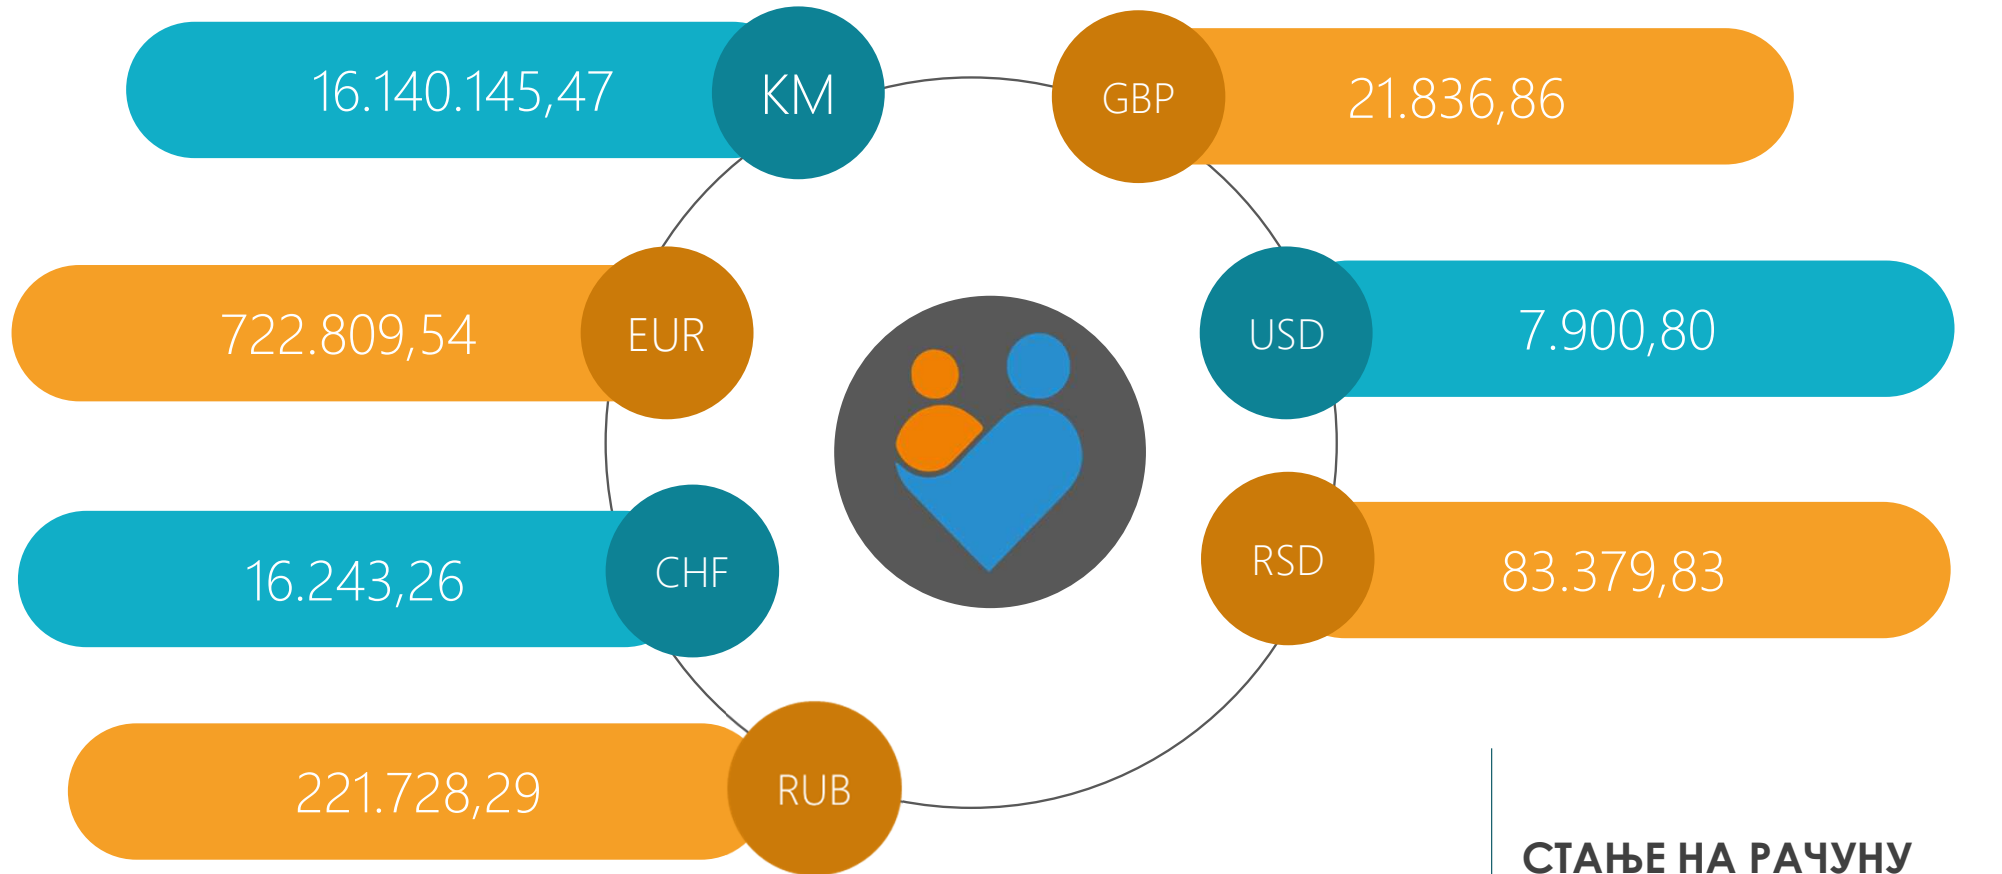 16.140.145,47
KM
GBP
21.836,86
722.809,54
EUR
USD
7.900,80
16.243,26
CHF
RSD
83.379,83
221.728,29
RUB
СТАЊЕ НА РАЧУНУ